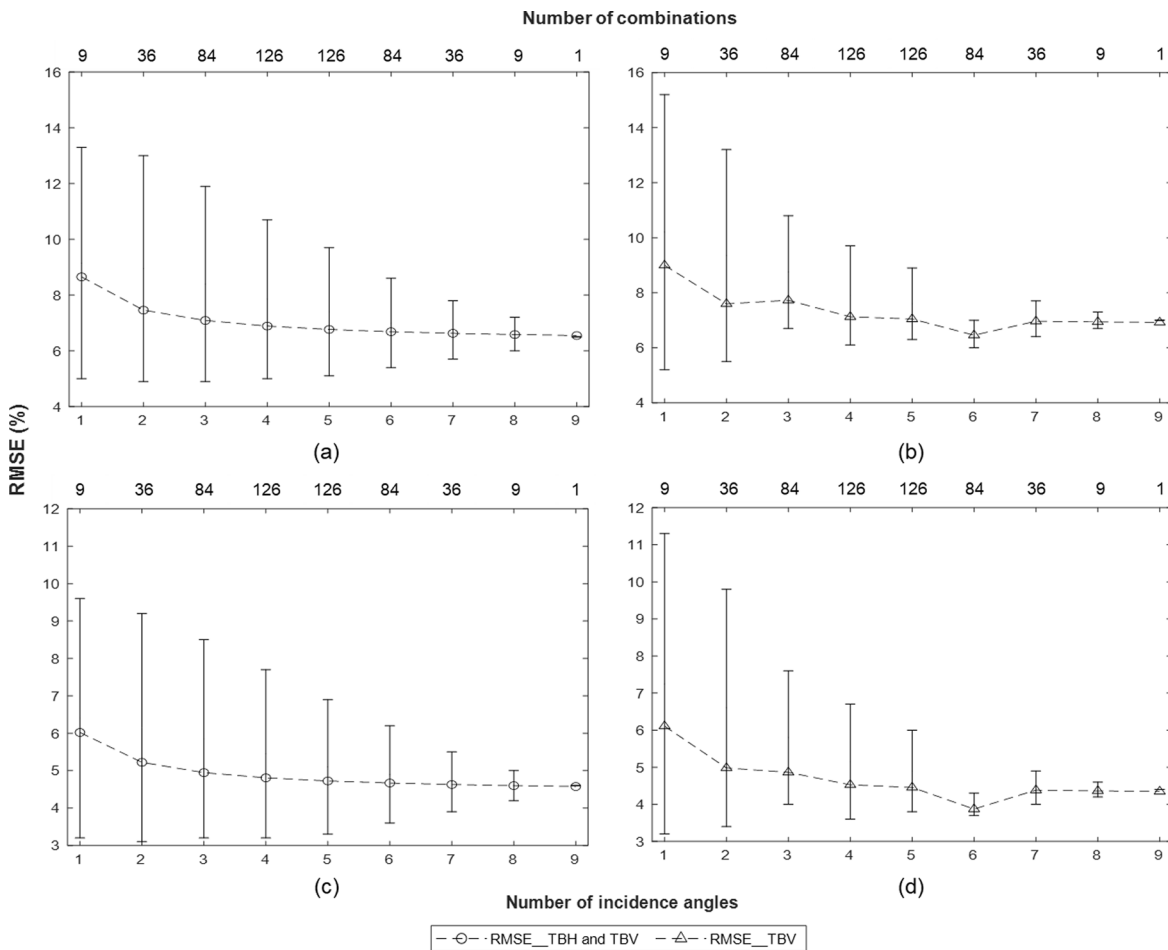 Number of combinations
9 36 84 126 126 84 36 9 1
9 36 84 126 126 84 36 9 1
16
14
12
10
8
6
4
1 2 3 4 5 6 7 8 9
(a)
16
14
12
10
8
6
4
1 2 3 4 5 6 7 8 9
(b)
RMSE (%)
9 36 84 126 126 84 36 9 1
9 36 84 126 126 84 36 9 1
12
11
10
9
8
7
6
5
4
3
1 2 3 4 5 6 7 8 9
(c)
12
11
10
9
8
7
6
5
4
3
1 2 3 4 5 6 7 8 9
(d)
Number of incidence angles
RMSE__TBH and TBV
RMSE__TBV